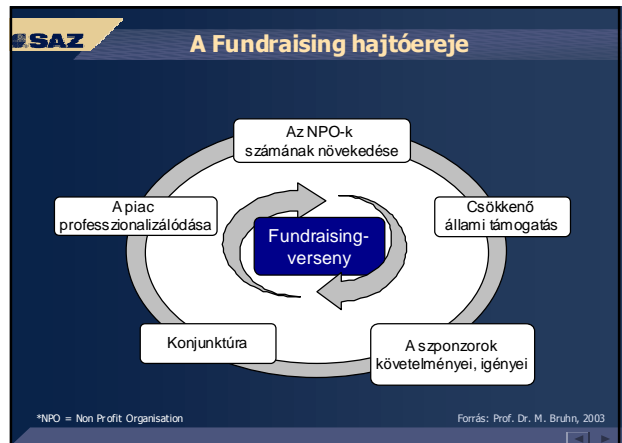 SAZ
A Fundraising hajtóereje
Az NPO-k
számának növekedése
A piac
professzionalizálódása
Csökkenő
állami támogatás
Fundraising-
verseny
Konjunktúra
A szponzorok
követelményei, igényei
*NPO = Non Profit Organisation
Forrás: Prof. Dr. M. Bruhn, 2003